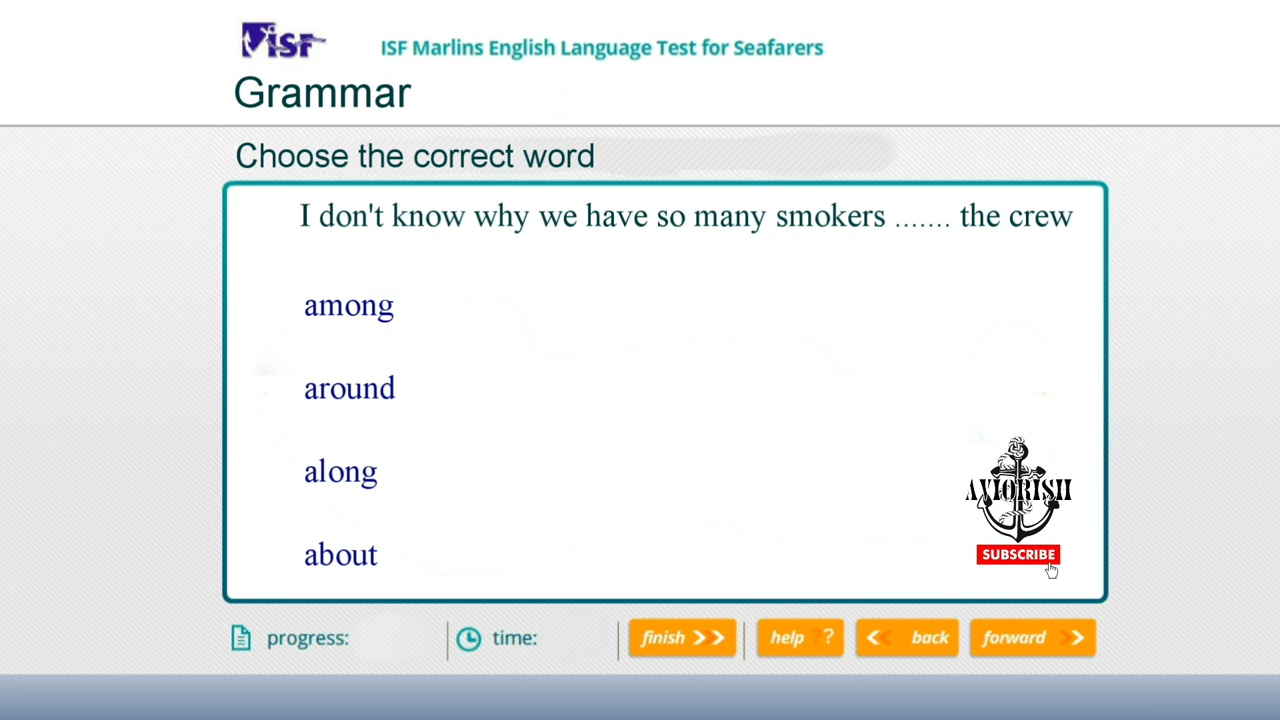 ISF
ISF Marlins English Language Test for Seafarers
Grammar
Choose the correct word
I don't know why we have so many smokers ....... the crew
among
around
along
about
AVIORISH
SUBSCRIBE
progress:
time:
finish
help ??
back
forward